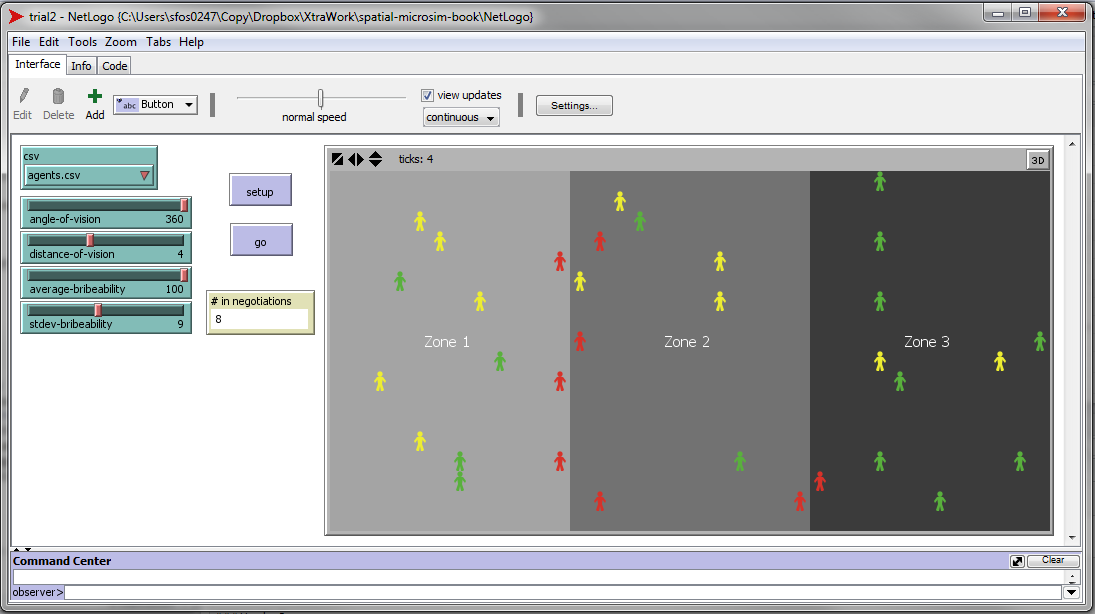 trial2 - NetLogo {C:\Users\sfos0247\Copy\Dropbox\XtraWork\spatial-microsim-book\NetLogo}
File Edit Tools Zoom Tabs Help
Interface Info Code
Edit Delete Add abc Button normal speed view updates continuous Settings...
csv
agents.csv
angle-of-vision 360
distance-of-vision 4
average-bribeability 100
stdev-bribeability 9
setup
go
# in negotiations
8
ticks: 4 3D
Zone 1 Zone 2 Zone 3
Command Center Clear
observer>